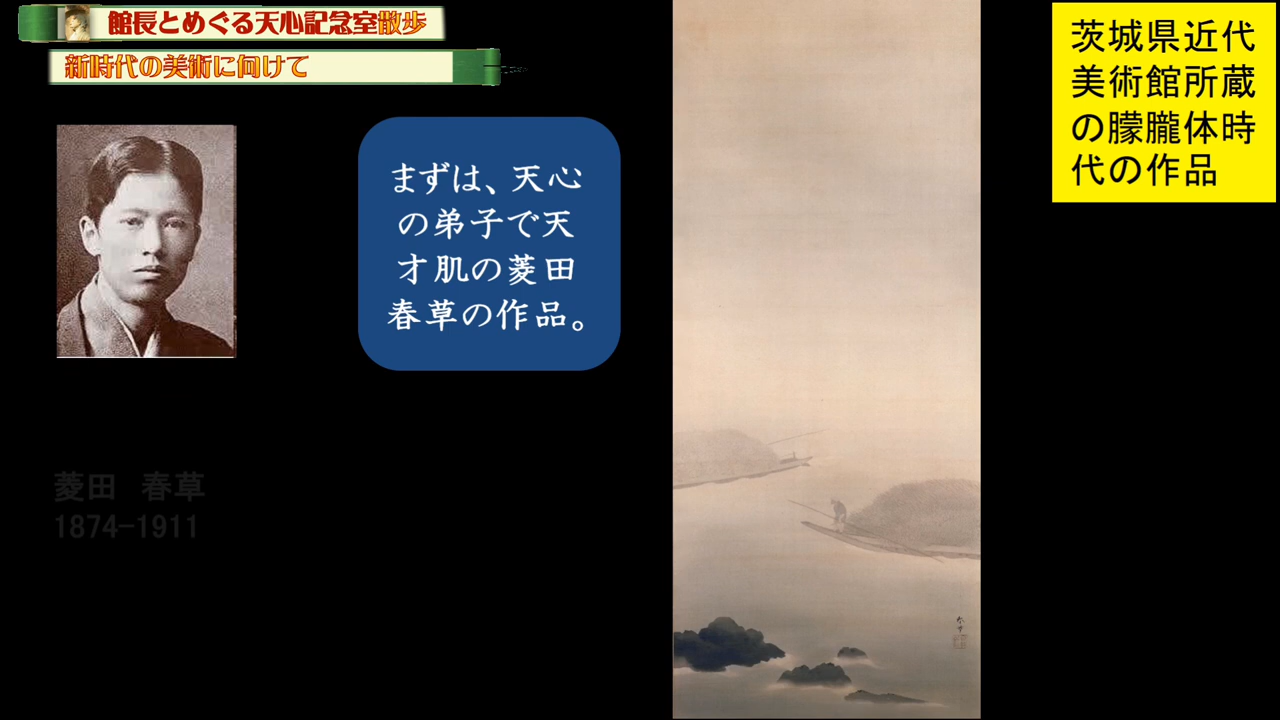 館長とめぐる天心記念室散歩
新時代の美術に向けて
茨城県近代
美術館所蔵
の朦朧体時
代の作品
まずは、天心
の弟子で天
才肌の菱田
春草の作品。
菱田 春草
1874-1911